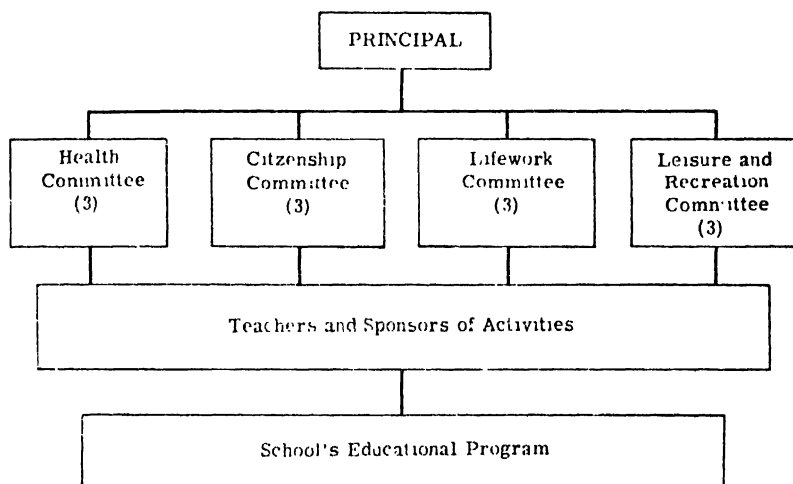 PRINCIPAL
Health
Committee
(3)
Citzenship
Committee
(3)
Lifework
Committee
(3)
Leisure and
Recreation
Committee
(3)
Teachers and Sponsors of Activities
School's Educational Program